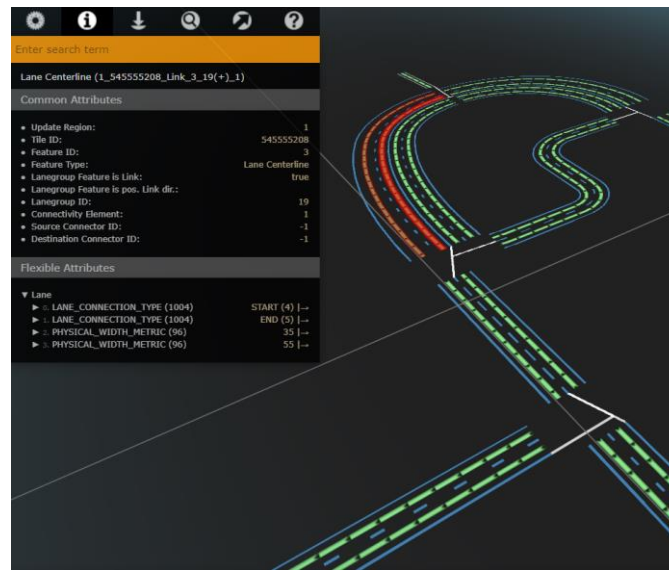 Enter search term
Lane Centerline (1_545555208_Link_3_19(+)_1)
Common Attributes
• Update Region: 1
• Tile ID: 545555208
• Feature ID: 3
• Feature Type: Lane Centerline
• Lanegroup Feature is Link: true
• Lanegroup Feature is pos. Link dir.:
• Lanegroup ID: 19
• Connectivity Element: 1
• Source Connector ID: -1
• Destination Connector ID: -1
Flexible Attributes
▼ Lane
▶ 0. LANE_CONNECTION_TYPE (1004) START (4) |→
▶ 1. LANE_CONNECTION_TYPE (1004) END (5) |→
▶ 2. PHYSICAL_WIDTH_METRIC (96) 35 |→
▶ 3. PHYSICAL_WIDTH_METRIC (96) 55 |→